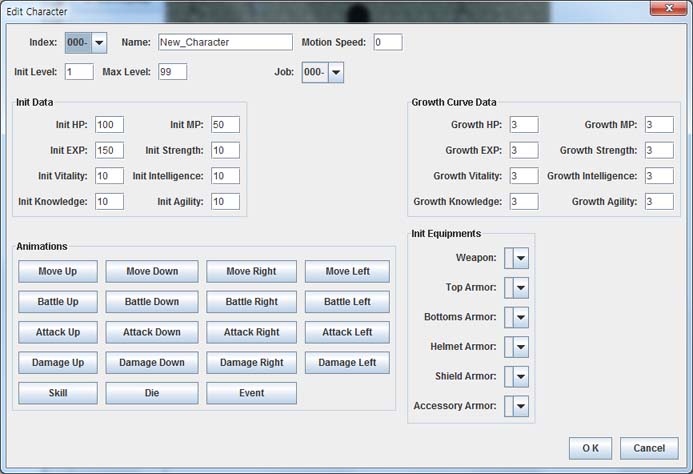 Edit Character
Index: 000- Name: New_Character Motion Speed: 0
Init Level: 1 Max Level: 99 Job: 000-
Init Data
Init HP: 100 Init MP: 50
Init EXP: 150 Init Strength: 10
Init Vitality: 10 Init Intelligence: 10
Init Knowledge: 10 Init Agility: 10
Growth Curve Data
Growth HP: 3 Growth MP: 3
Growth EXP: 3 Growth Strength: 3
Growth Vitality: 3 Growth Intelligence: 3
Growth Knowledge: 3 Growth Agility: 3
Animations
Move Up Move Down Move Right Move Left
Battle Up Battle Down Battle Right Battle Left
Attack Up Attack Down Attack Right Attack Left
Damage Up Damage Down Damage Right Damage Left
Skill Die Event
Init Equipments
Weapon:
Top Armor:
Bottoms Armor:
Helmet Armor:
Shield Armor:
Accessory Armor:
O K Cancel